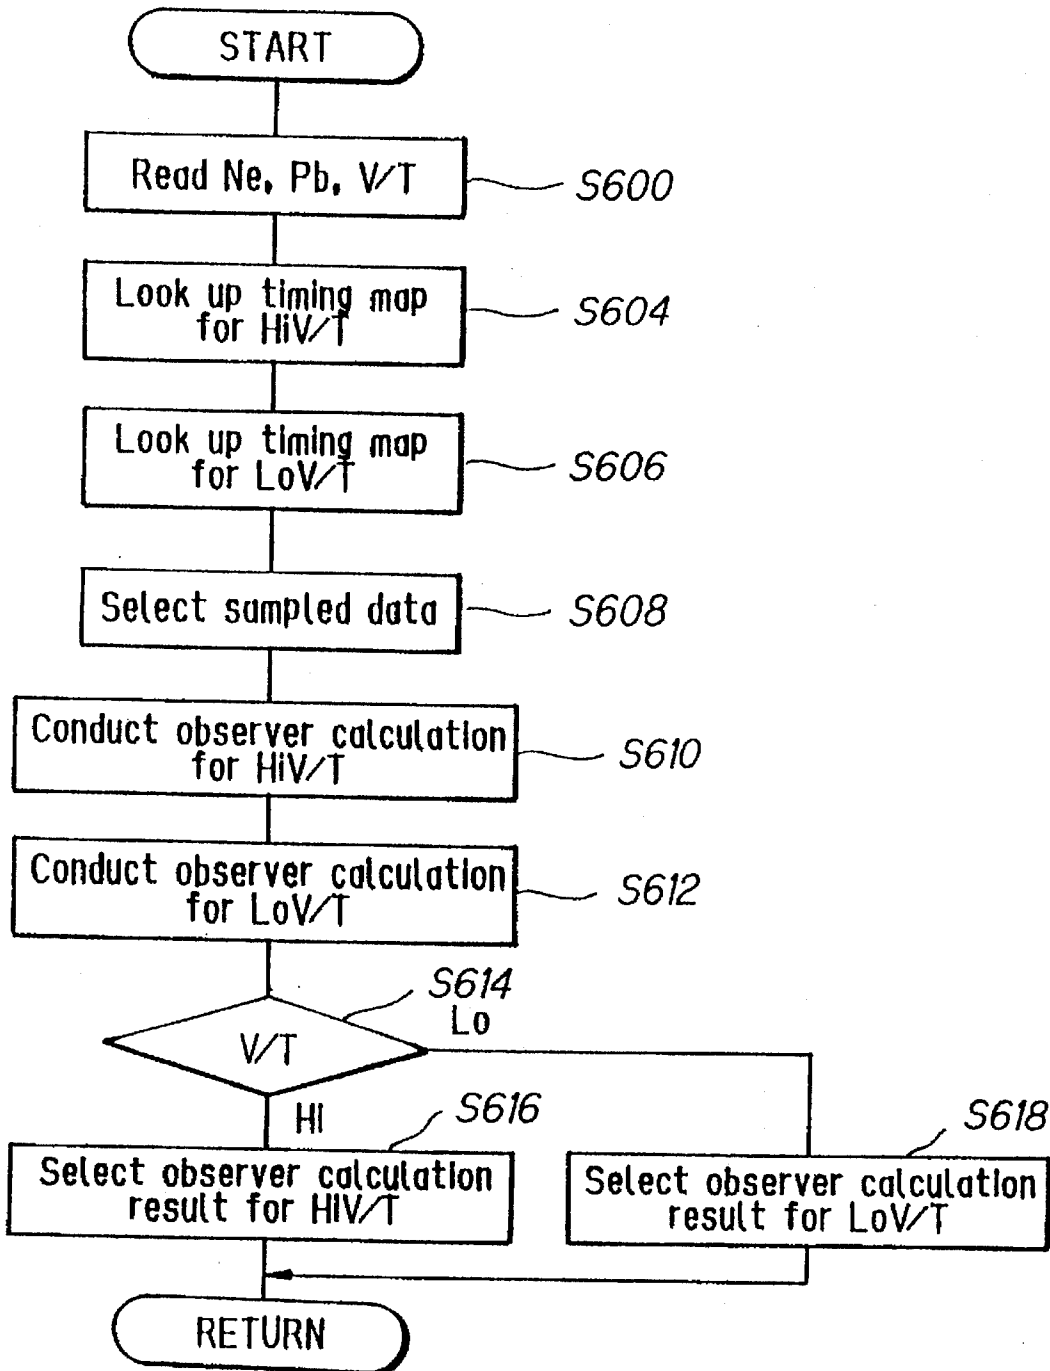 START
Read Ne, Pb, V/T
S600
Look up timing map
for HiV/T
S604
Look up timing map
for LoV/T
S606
Select sampled data
S608
Conduct observer calculation
for HiV/T
S610
Conduct observer calculation
for LoV/T
S612
S614
V/T
Lo
Hi
S616
Select observer calculation
result for HiV/T
S618
Select observer calculation
result for LoV/T
RETURN